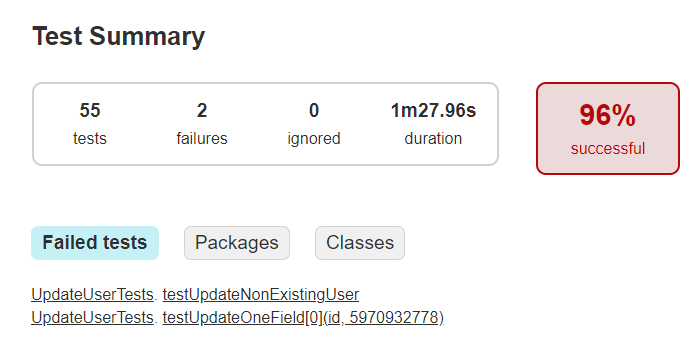 Test Summary
55 2 0 1m27.96s
tests failures ignored duration
96%
successful
Failed tests Packages Classes
UpdateUserTests. testUpdateNonExistingUser
UpdateUserTests. testUpdateOneField[0](id, 5970932778)